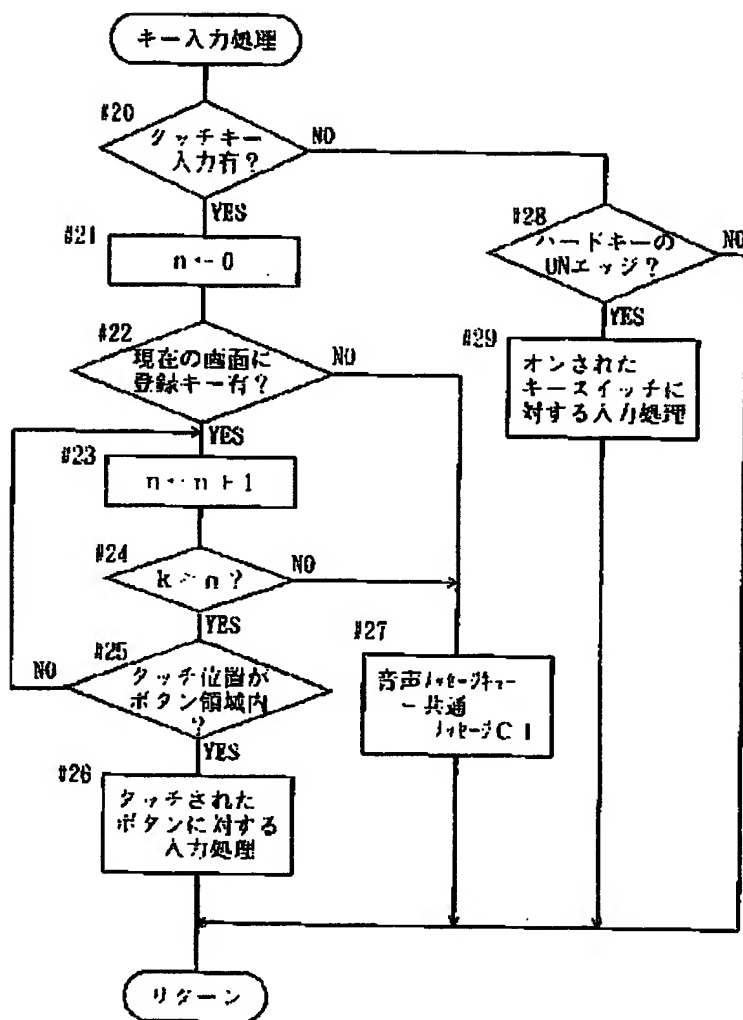 キー入力処理
#20
タッチキー
入力有?
NO
YES
#21
n←0
#22
現在の画面に
登録キー有?
NO
YES
#23
n←n+1
#24
k≧n?
NO
YES
#25
タッチ位置が
ボタン領域内
?
NO
YES
#26
タッチされた
ボタンに対する
入力処理
#27
音声メッセージキュー
←共通
メッセージC1
#28
ハードキーの
ONエッジ?
NO
YES
#29
オンされた
キースイッチに
対する入力処理
リターン